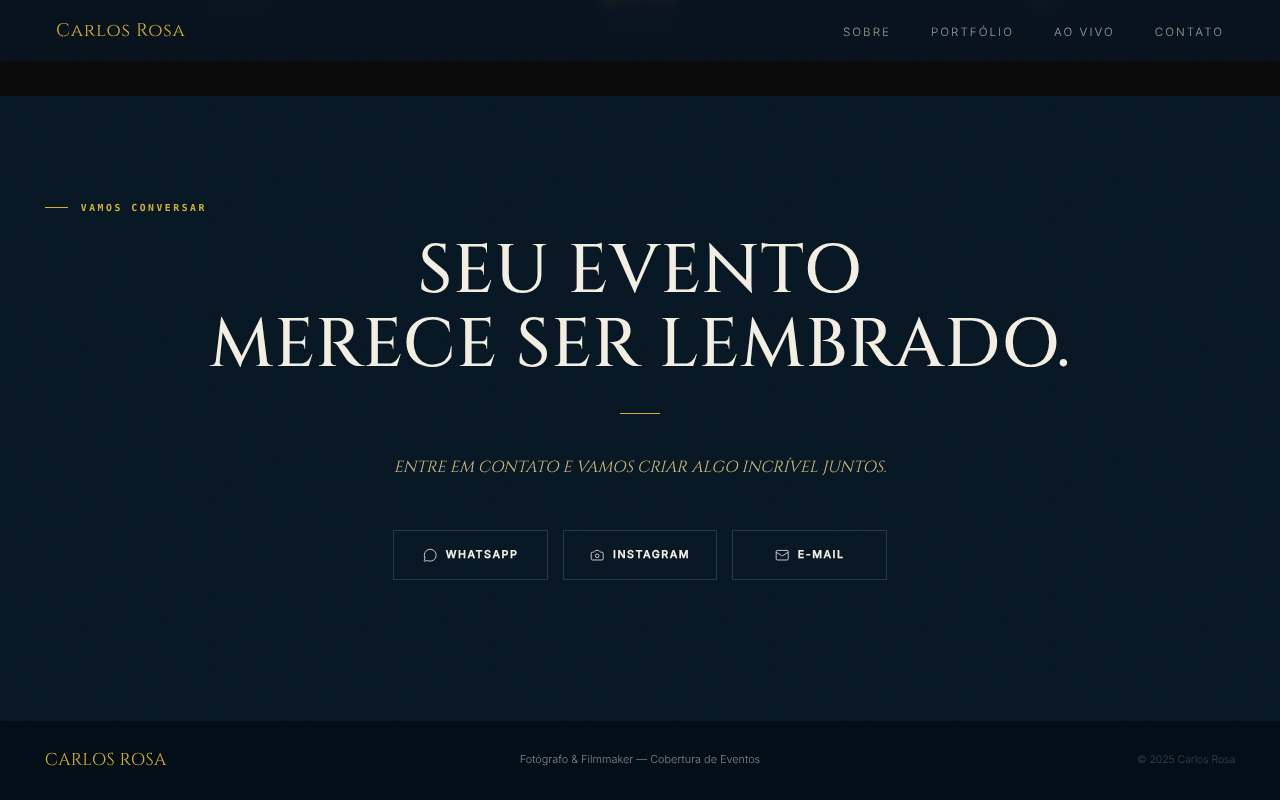 Carlos Rosa
SOBRE PORTFÓLIO AO VIVO CONTATO
VAMOS CONVERSAR
SEU EVENTO
MERECE SER LEMBRADO.
ENTRE EM CONTATO E VAMOS CRIAR ALGO INCRÍVEL JUNTOS.
WHATSAPP INSTAGRAM E-MAIL
CARLOS ROSA
Fotógrafo & Filmmaker — Cobertura de Eventos
© 2025 Carlos Rosa